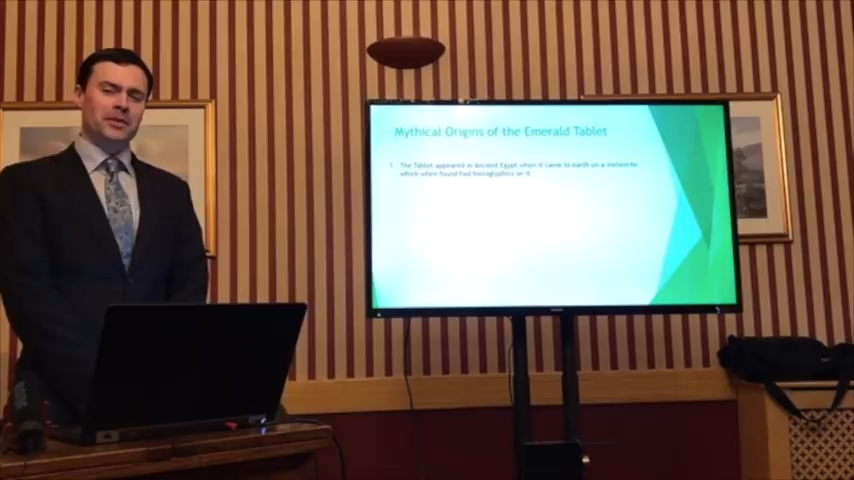 Mythical Origins of the Emerald Tablet
1. The Tablet appeared in Ancient Egypt when it came to earth on a meteorite
which when found had hieroglyphics on it